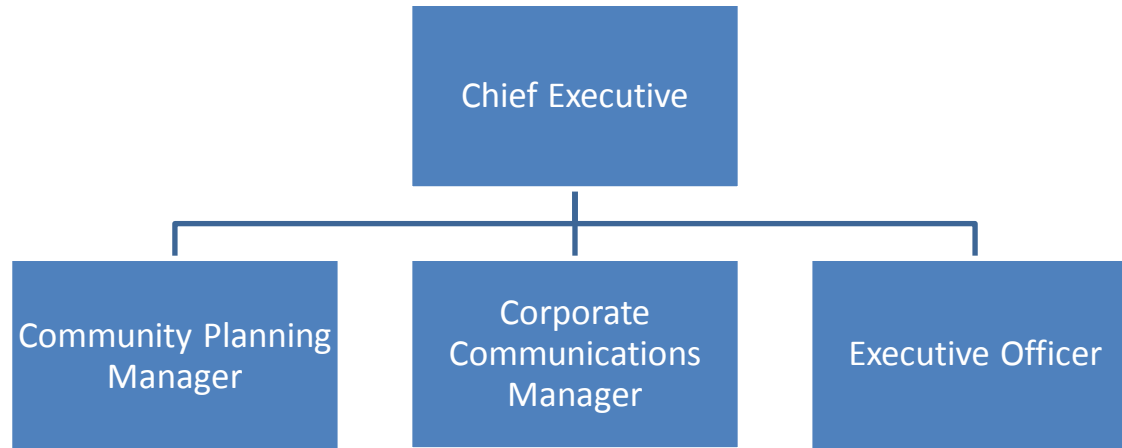 Chief Executive
Community Planning
Manager
Corporate
Communications
Manager
Executive Officer